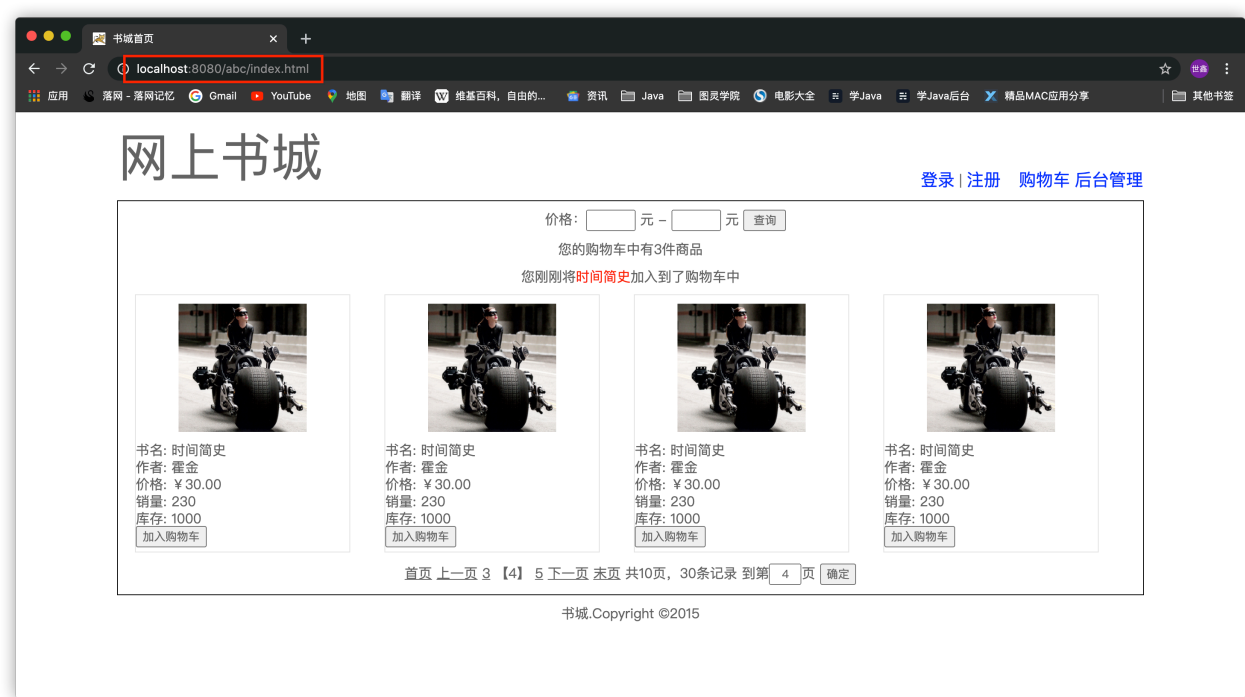 书城首页
localhost:8080/abc/index.html
世鑫
应用 落网 - 落网记忆 Gmail YouTube 地图 翻译 维基百科，自由的... 资讯 Java 图灵学院 电影大全 学Java 学Java后台 精品MAC应用分享 其他书签
网上书城
登录 | 注册 购物车 后台管理
价格： 元 - 元 查询
您的购物车中有3件商品
您刚刚将时间简史加入到了购物车中
书名: 时间简史 书名: 时间简史 书名: 时间简史 书名: 时间简史
作者: 霍金 作者: 霍金 作者: 霍金 作者: 霍金
价格: ￥30.00 价格: ￥30.00 价格: ￥30.00 价格: ￥30.00
销量: 230 销量: 230 销量: 230 销量: 230
库存: 1000 库存: 1000 库存: 1000 库存: 1000
加入购物车 加入购物车 加入购物车 加入购物车
首页 上一页 3 【4】 5 下一页 末页 共10页，30条记录 到第 4 页 确定
书城.Copyright ©2015